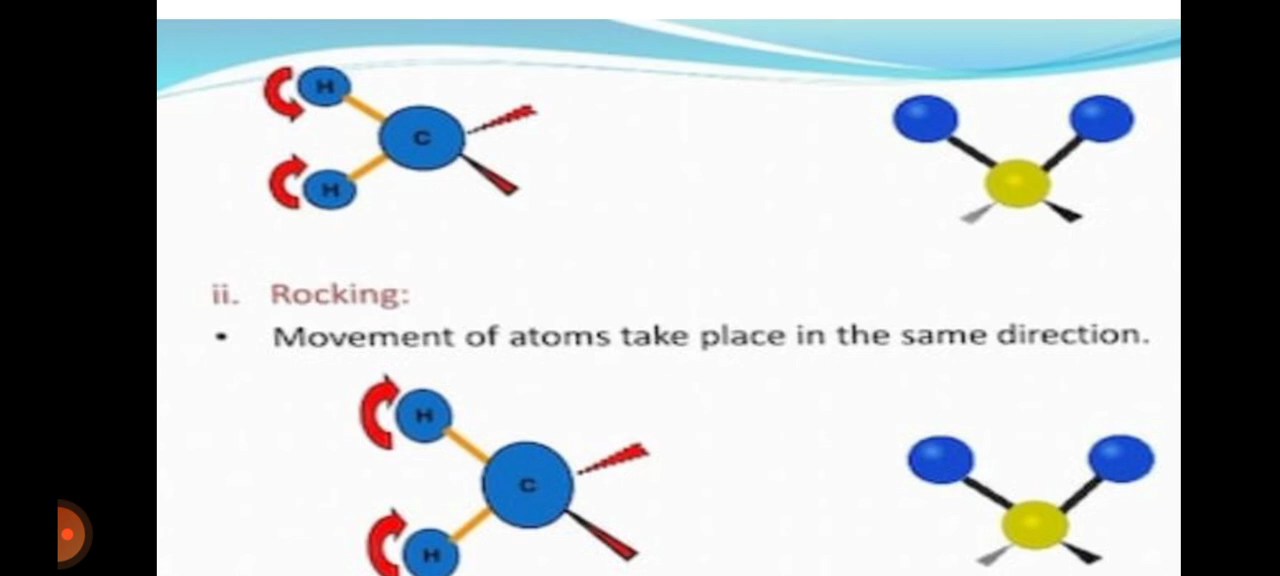 H
C
H
ii. Rocking:
• Movement of atoms take place in the same direction.
H
C
H